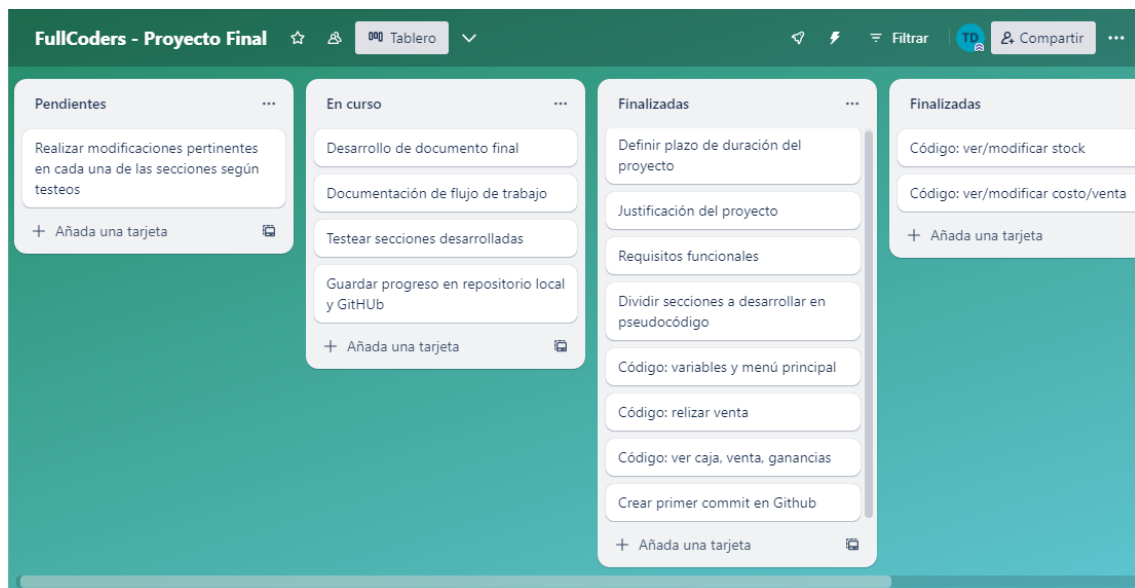 FullCoders - Proyecto Final
Tablero
Filtrar
TD
Compartir
Pendientes
Realizar modificaciones pertinentes
en cada una de las secciones según
testeos
Añada una tarjeta
En curso
Desarrollo de documento final
Documentación de flujo de trabajo
Testear secciones desarrolladas
Guardar progreso en repositorio local
y GitHUb
Añada una tarjeta
Finalizadas
Definir plazo de duración del
proyecto
Justificación del proyecto
Requisitos funcionales
Dividir secciones a desarrollar en
pseudocódigo
Código: variables y menú principal
Código: relizar venta
Código: ver caja, venta, ganancias
Crear primer commit en Github
Añada una tarjeta
Finalizadas
Código: ver/modificar stock
Código: ver/modificar costo/venta
Añada una tarjeta